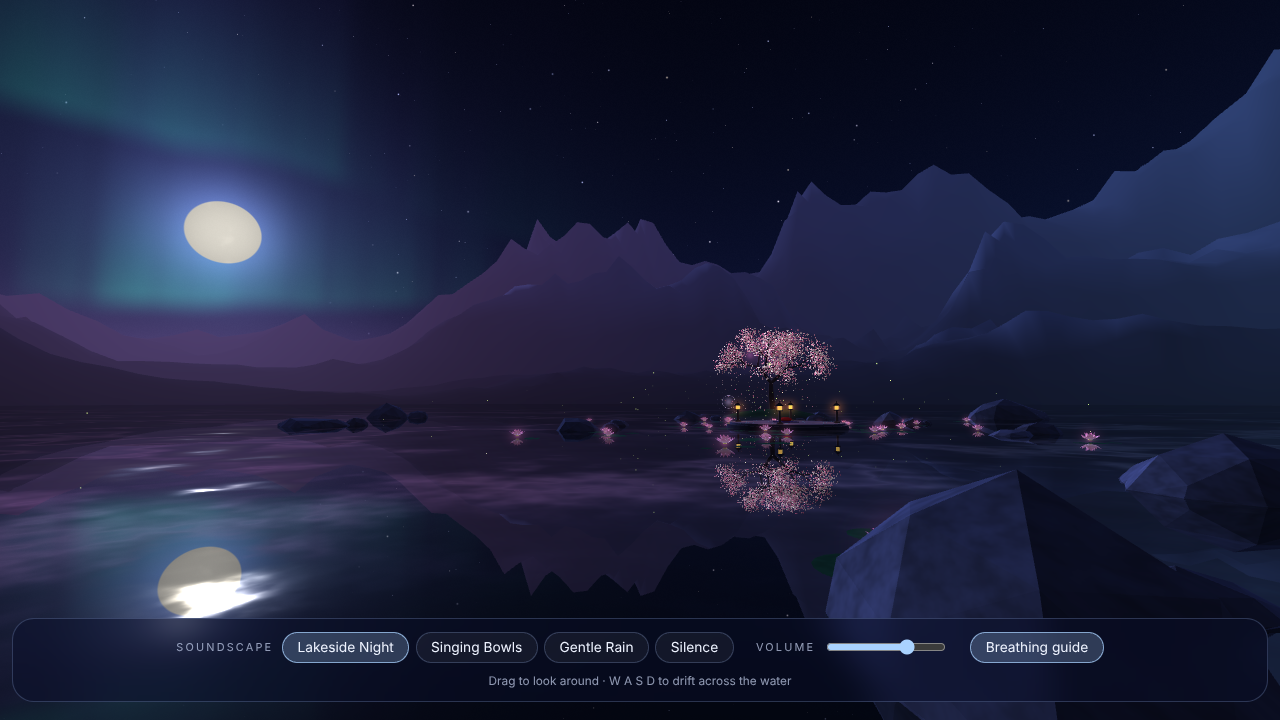 SOUNDSCAPE Lakeside Night Singing Bowls Gentle Rain Silence VOLUME Breathing guide
Drag to look around · W A S D to drift across the water